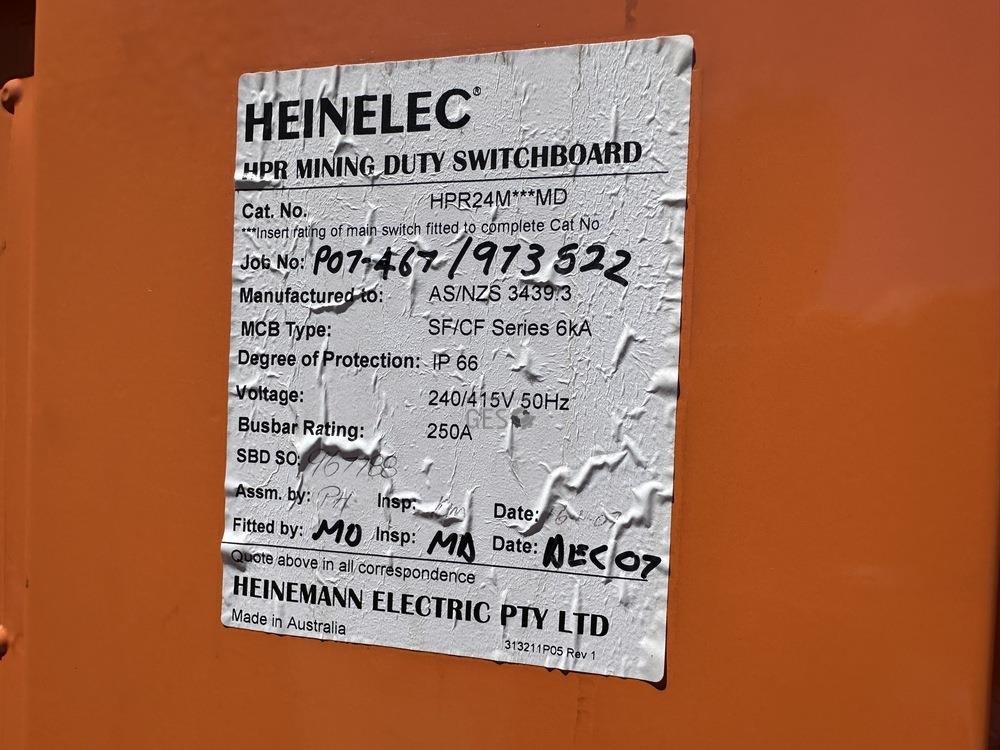 HEINELEC®
HPR MINING DUTY SWITCHBOARD
Cat. No. HPR24M***MD
***Insert rating of main switch fitted to complete Cat No
Job No: P07-467/973522
Manufactured to: AS/NZS 3439.3
MCB Type: SF/CF Series 6kA
Degree of Protection: IP 66
Voltage: 240/415V 50Hz
Busbar Rating: 250A
GES
SBD SO:
Assm. by: PH Insp: Date:
Fitted by: MD Insp: MD Date: DEC 07
Quote above in all correspondence
HEINEMANN ELECTRIC PTY LTD
Made in Australia
313211P05 Rev 1